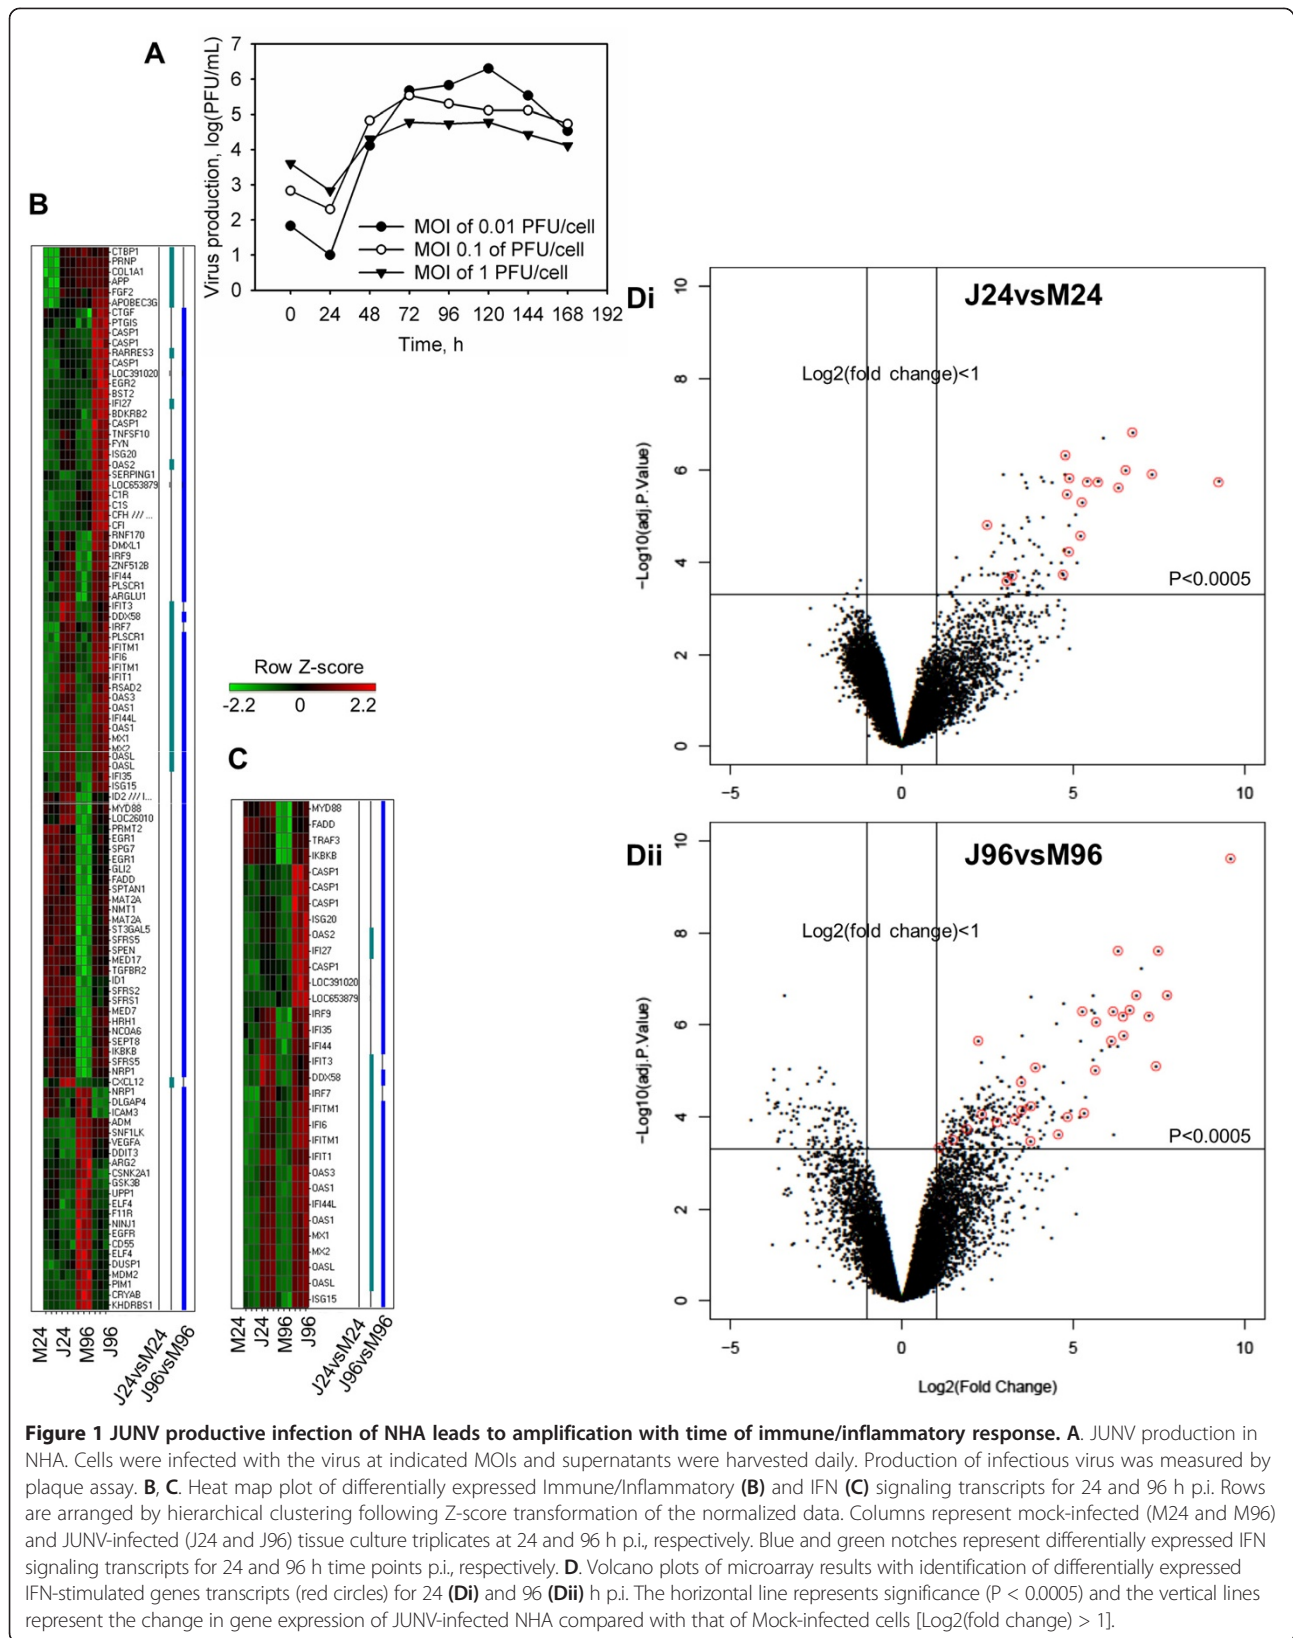 A
7
6
5
4
3
2
1
0
Virus production, log(PFU/mL)
MOI of 0.01 PFU/cell
MOI 0.1 of PFU/cell
MOI of 1 PFU/cell
0 24 48 72 96 120 144 168 192
Time, h
B
CTBP1
PRNP
COL1A1
APP
FGF2
APOBEC3G
CTGF
PTGIS
CASP1
CASP1
RARRES3
CASP1
LOC391020
EGR2
BST2
IFI27
BDKRB2
CASP1
TNFSF10
FYN
ISG20
OAS2
SERPING1
LOC653879
C1R
C1S
CFH /// ...
CFI
RNF170
DMXL1
IRF9
ZNF512B
IFI44
PLSCR1
ARGLU1
IFIT3
DDX58
IRF7
PLSCR1
IFITM1
IFI6
IFITM1
IFIT1
RSAD2
OAS3
OAS1
IFI44L
OAS1
MX1
MX2
OASL
OASL
IFI35
ISG15
ID2 /// I...
MYD88
LOC26010
PRMT2
EGR1
SPG7
EGR1
GLI2
FADD
SPTAN1
MAT2A
NMT1
MAT2A
ST3GAL5
SFRS5
SPEN
MED17
TGFBR2
ID1
SFRS2
SFRS1
MED7
HRH1
NCOA6
SEPT8
IKBKB
SFRS5
NRP1
CXCL12
NRP1
DLGAP4
ICAM3
ADM
SNF1LK
VEGFA
DDIT3
ARG2
CSNK2A1
GSK3B
UPP1
ELF4
F11R
NINJ1
EGFR
CD55
ELF4
DUSP1
MDM2
PIM1
CRYAB
KHDRBS1
M24
J24
M96
J96
J24vsM24
J96vsM96
Row Z-score
-2.2 0 2.2
C
MYD88
FADD
TRAF3
IKBKB
CASP1
CASP1
CASP1
ISG20
OAS2
IFI27
CASP1
LOC391020
LOC653879
IRF9
IFI35
IFI44
IFIT3
DDX58
IRF7
IFITM1
IFI6
IFITM1
IFIT1
OAS3
OAS1
IFI44L
OAS1
MX1
MX2
OASL
OASL
ISG15
M24
J24
M96
J96
J24vsM24
J96vsM96
Di
J24vsM24
Log2(fold change)<1
P<0.0005
−Log10(adj.P.Value)
10
8
6
4
2
0
−5 0 5 10
Dii
J96vsM96
Log2(fold change)<1
P<0.0005
−Log10(adj.P.Value)
10
8
6
4
2
0
−5 0 5 10
Log2(Fold Change)
Figure 1 JUNV productive infection of NHA leads to amplification with time of immune/inflammatory response. A. JUNV production in
NHA. Cells were infected with the virus at indicated MOIs and supernatants were harvested daily. Production of infectious virus was measured by
plaque assay. B, C. Heat map plot of differentially expressed Immune/Inflammatory (B) and IFN (C) signaling transcripts for 24 and 96 h p.i. Rows
are arranged by hierarchical clustering following Z-score transformation of the normalized data. Columns represent mock-infected (M24 and M96)
and JUNV-infected (J24 and J96) tissue culture triplicates at 24 and 96 h p.i., respectively. Blue and green notches represent differentially expressed IFN
signaling transcripts for 24 and 96 h time points p.i., respectively. D. Volcano plots of microarray results with identification of differentially expressed
IFN-stimulated genes transcripts (red circles) for 24 (Di) and 96 (Dii) h p.i. The horizontal line represents significance (P < 0.0005) and the vertical lines
represent the change in gene expression of JUNV-infected NHA compared with that of Mock-infected cells [Log2(fold change) > 1].